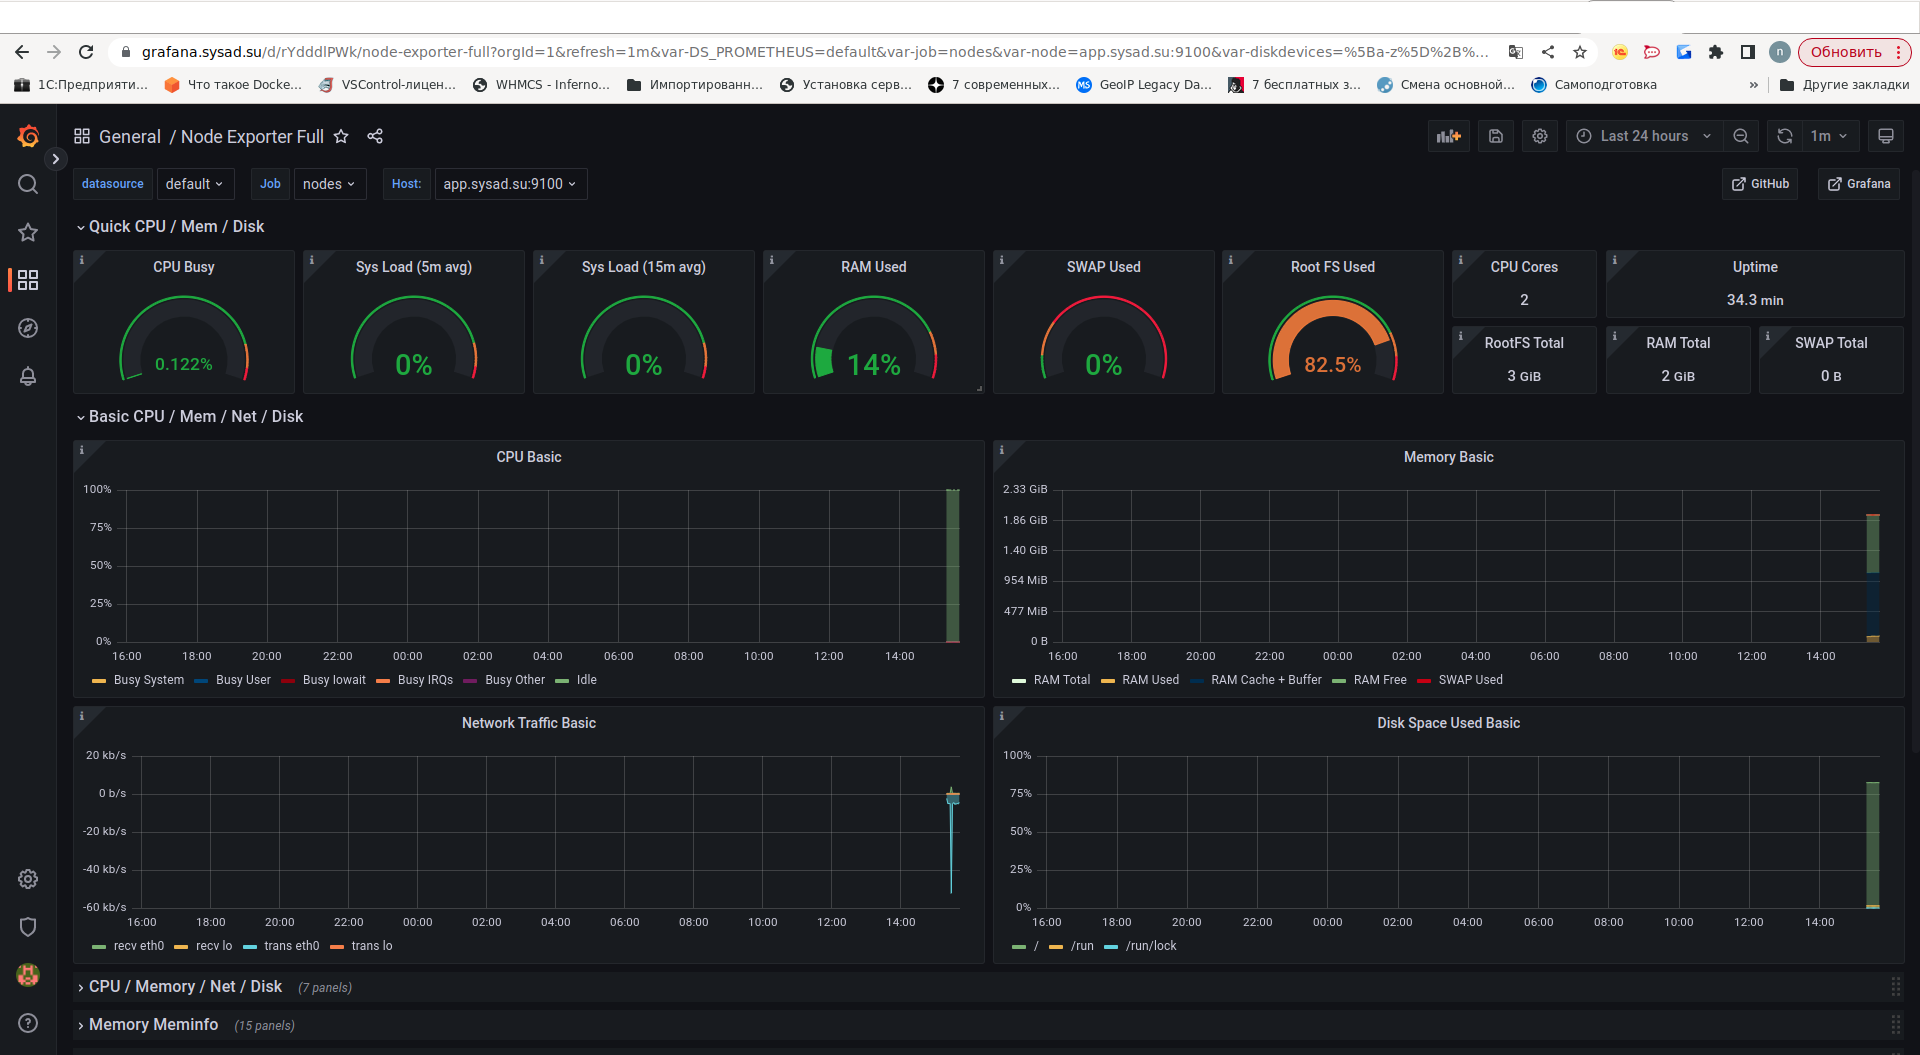 grafana.sysad.su/d/rYdddlPWk/node-exporter-full?orgId=1&refresh=1m&var-DS_PROMETHEUS=default&var-job=nodes&var-node=app.sysad.su:9100&var-diskdevices=%5Ba-z%5D%2B%...
n
Обновить
1С:Предприяти...
Что такое Docke...
VSControl-лицен...
WHMCS - Inferno...
Импортированн...
Установка серв...
7 современных...
GeoIP Legacy Da...
7 бесплатных з...
Смена основной...
Самоподготовка
»
Другие закладки
General / Node Exporter Full
Last 24 hours
1m
datasource default
Job nodes
Host: app.sysad.su:9100
GitHub
Grafana
Quick CPU / Mem / Disk
CPU Busy
0.122%
Sys Load (5m avg)
0%
Sys Load (15m avg)
0%
RAM Used
14%
SWAP Used
0%
Root FS Used
82.5%
CPU Cores
2
Uptime
34.3 min
RootFS Total
3 GiB
RAM Total
2 GiB
SWAP Total
0 B
Basic CPU / Mem / Net / Disk
CPU Basic
100%
75%
50%
25%
0%
16:00 18:00 20:00 22:00 00:00 02:00 04:00 06:00 08:00 10:00 12:00 14:00
Busy System Busy User Busy Iowait Busy IRQs Busy Other Idle
Memory Basic
2.33 GiB
1.86 GiB
1.40 GiB
954 MiB
477 MiB
0 B
16:00 18:00 20:00 22:00 00:00 02:00 04:00 06:00 08:00 10:00 12:00 14:00
RAM Total RAM Used RAM Cache + Buffer RAM Free SWAP Used
Network Traffic Basic
20 kb/s
0 b/s
-20 kb/s
-40 kb/s
-60 kb/s
16:00 18:00 20:00 22:00 00:00 02:00 04:00 06:00 08:00 10:00 12:00 14:00
recv eth0 recv lo trans eth0 trans lo
Disk Space Used Basic
100%
75%
50%
25%
0%
16:00 18:00 20:00 22:00 00:00 02:00 04:00 06:00 08:00 10:00 12:00 14:00
/ /run /run/lock
CPU / Memory / Net / Disk (7 panels)
Memory Meminfo (15 panels)